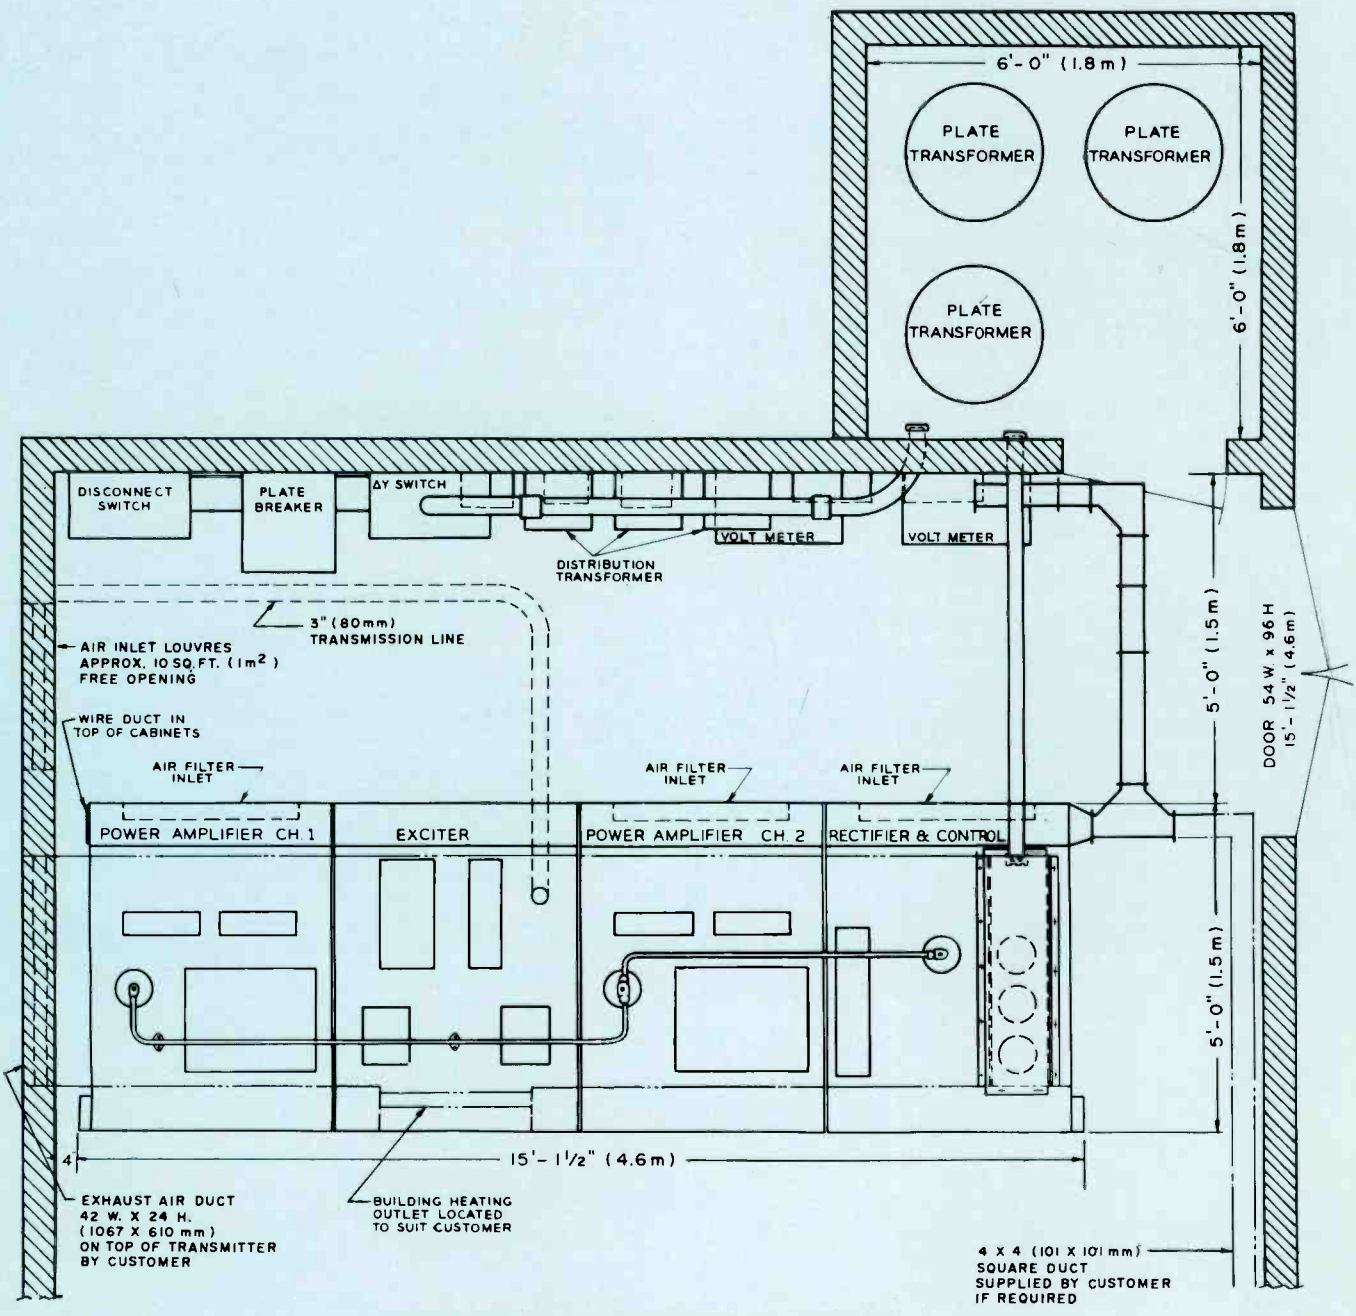 6'-0" (1.8m)
PLATE
TRANSFORMER
PLATE
TRANSFORMER
6'-0" (1.8m)
PLATE
TRANSFORMER
DISCONNECT
SWITCH
PLATE
BREAKER
ΔY SWITCH
VOLT METER
VOLT METER
DISTRIBUTION
TRANSFORMER
3" (80mm)
TRANSMISSION LINE
AIR INLET LOUVRES
APPROX. 10 SQ.FT. (1m²)
FREE OPENING
5'-0" (1.5m)
DOOR 54 W. x 96 H
15'-1 1/2" (4.6m)
WIRE DUCT IN
TOP OF CABINETS
AIR FILTER
INLET
AIR FILTER
INLET
AIR FILTER
INLET
POWER AMPLIFIER CH. 1
EXCITER
POWER AMPLIFIER CH. 2
RECTIFIER & CONTROL
5'-0" (1.5m)
4
15'-1 1/2" (4.6m)
EXHAUST AIR DUCT
42 W. X 24 H.
(1067 X 610 mm)
ON TOP OF TRANSMITTER
BY CUSTOMER
BUILDING HEATING
OUTLET LOCATED
TO SUIT CUSTOMER
4 X 4 (101 X 101 mm)
SQUARE DUCT
SUPPLIED BY CUSTOMER
IF REQUIRED